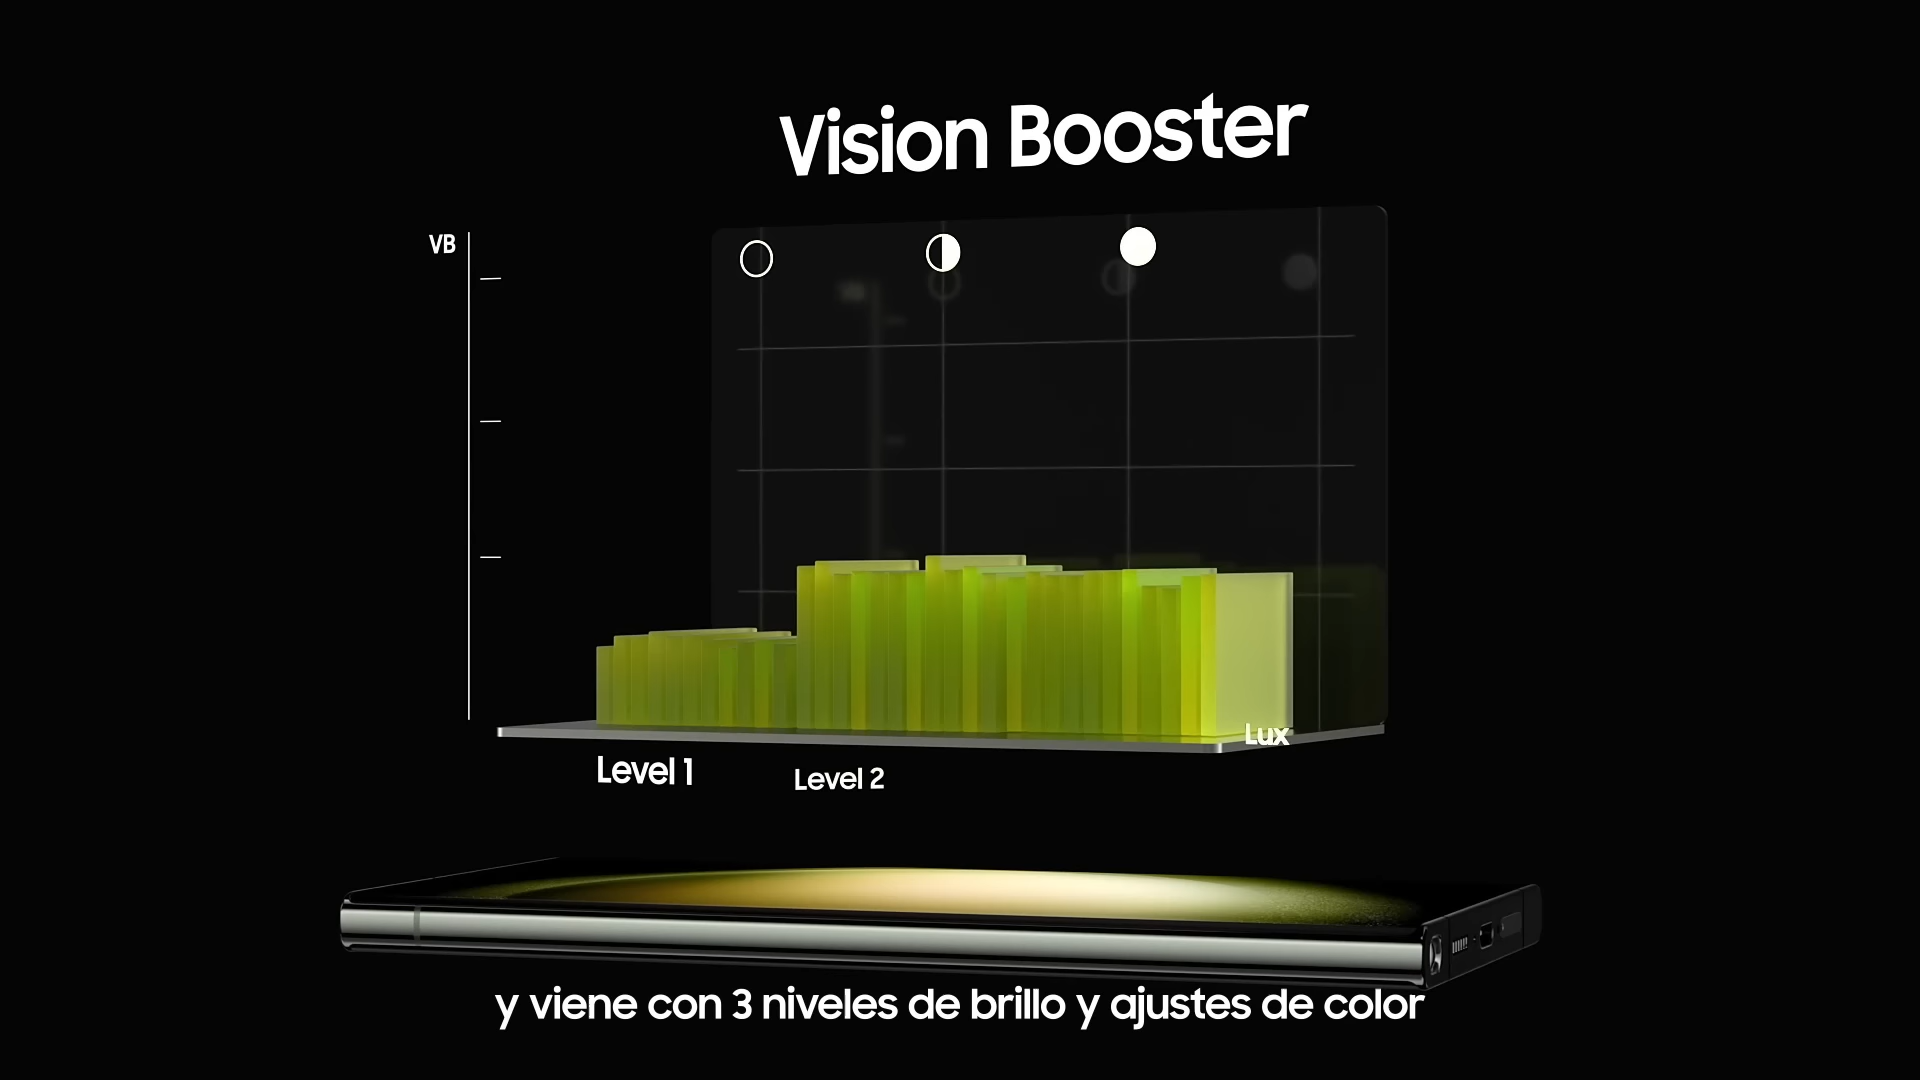 Vision Booster
VB
Lux
Level 1
Level 2
y viene con 3 niveles de brillo y ajustes de color